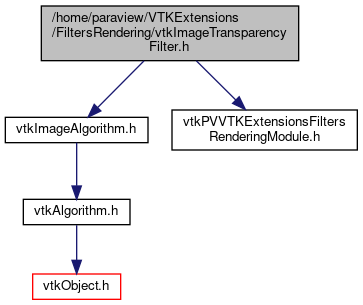 /home/paraview/VTKExtensions
/FiltersRendering/vtkImageTransparency
Filter.h
vtkImageAlgorithm.h
vtkPVVTKExtensionsFilters
RenderingModule.h
vtkAlgorithm.h
vtkObject.h